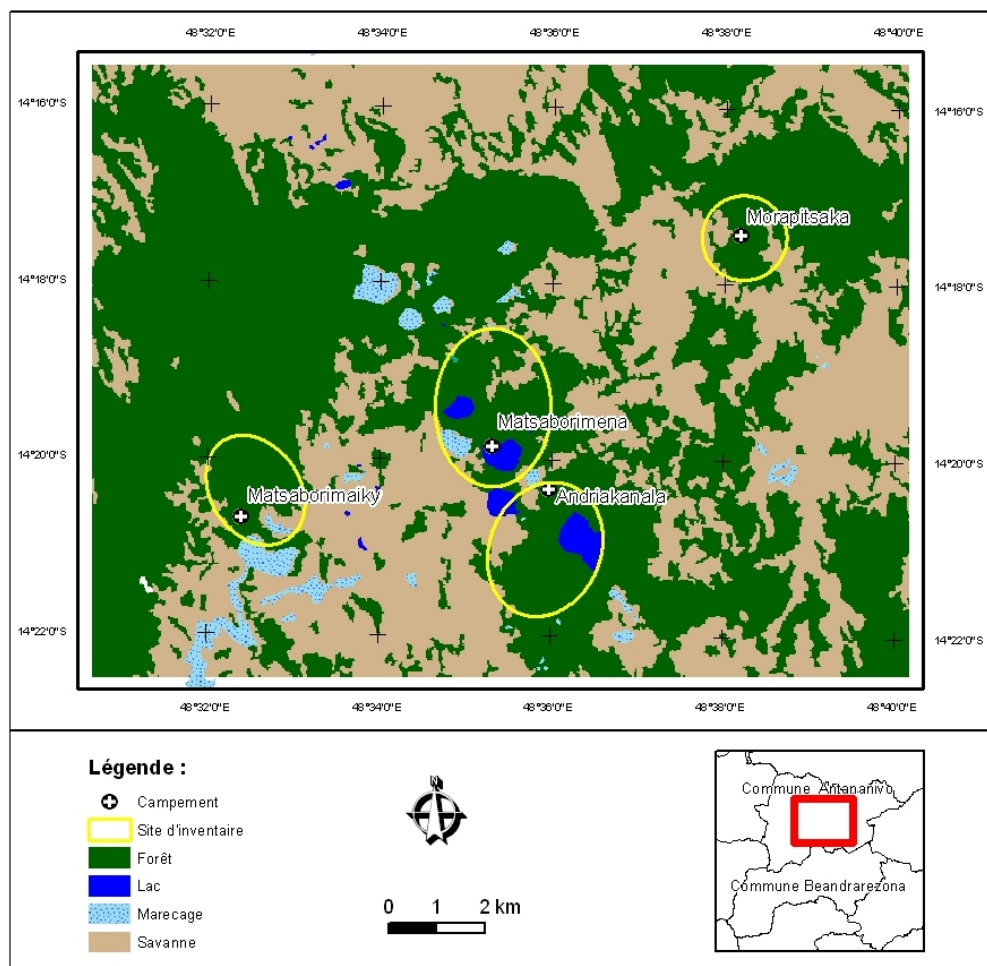 48°32'0"E 48°34'0"E 48°36'0"E 48°38'0"E 48°40'0"E
14°16'0"S 14°16'0"S
Morapitsaka
14°18'0"S 14°18'0"S
Matsaborimena
14°20'0"S 14°20'0"S
Matsaborimaiky Andriakanala
14°22'0"S 14°22'0"S
48°32'0"E 48°34'0"E 48°36'0"E 48°38'0"E 48°40'0"E
Légende :
Campement
Site d'inventaire
Forêt
Lac
Marecage
Savanne
N
0 1 2 km
Commune Antananivo
Commune Beandrarezona